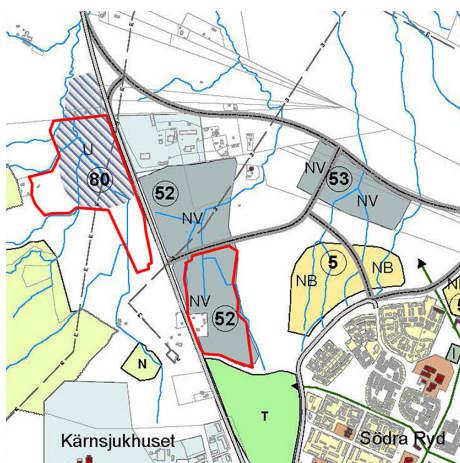 U
80
52
NV
NV
53
NV
NV
52
5
NB
NB
N
T
Kärnsjukhuset
Södra Ryd